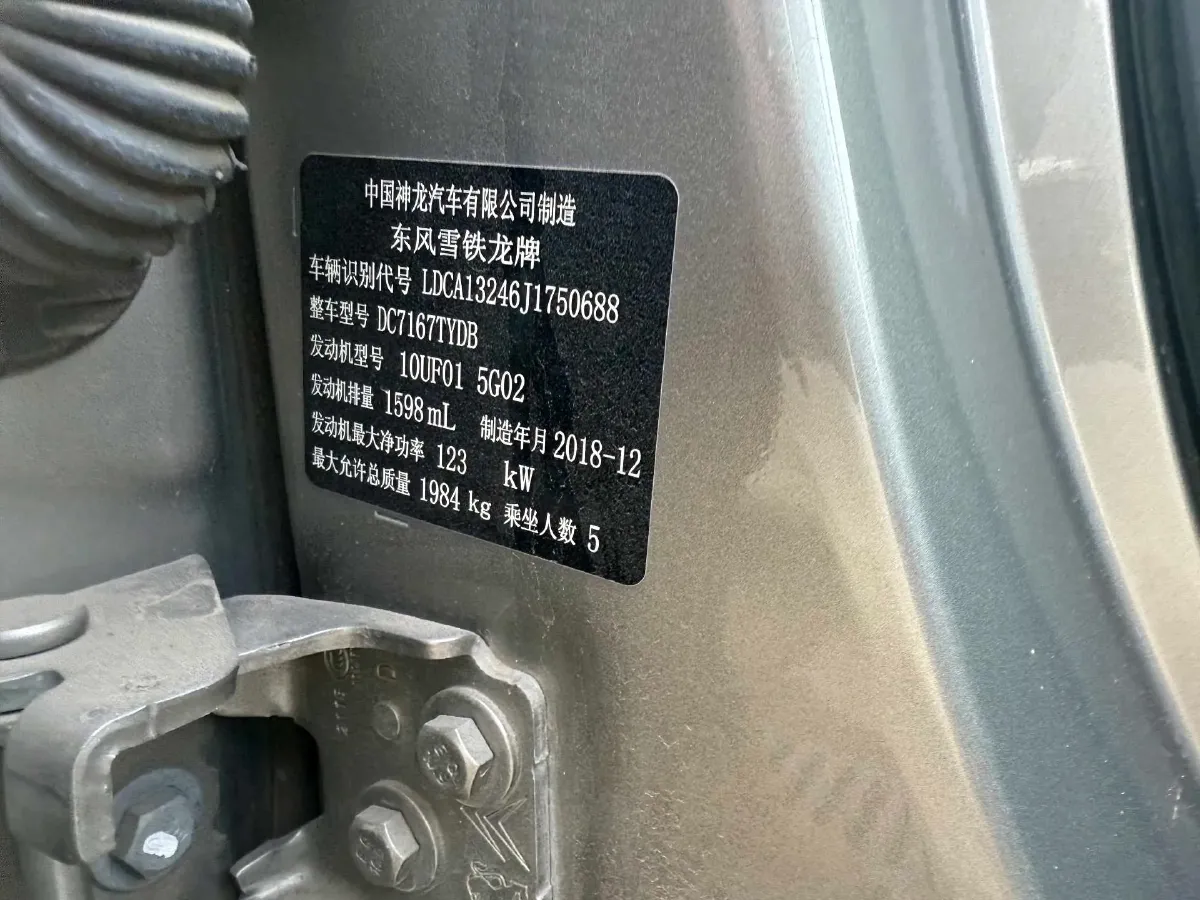 中国神龙汽车有限公司制造
东风雪铁龙牌
车辆识别代号 LDCA13246J1750688
整车型号 DC7167TYDB
发动机型号 10UF01 5G02
发动机排量 1598mL 制造年月 2018-12
发动机最大净功率 123 kW
最大允许总质量 1984 kg 乘坐人数 5